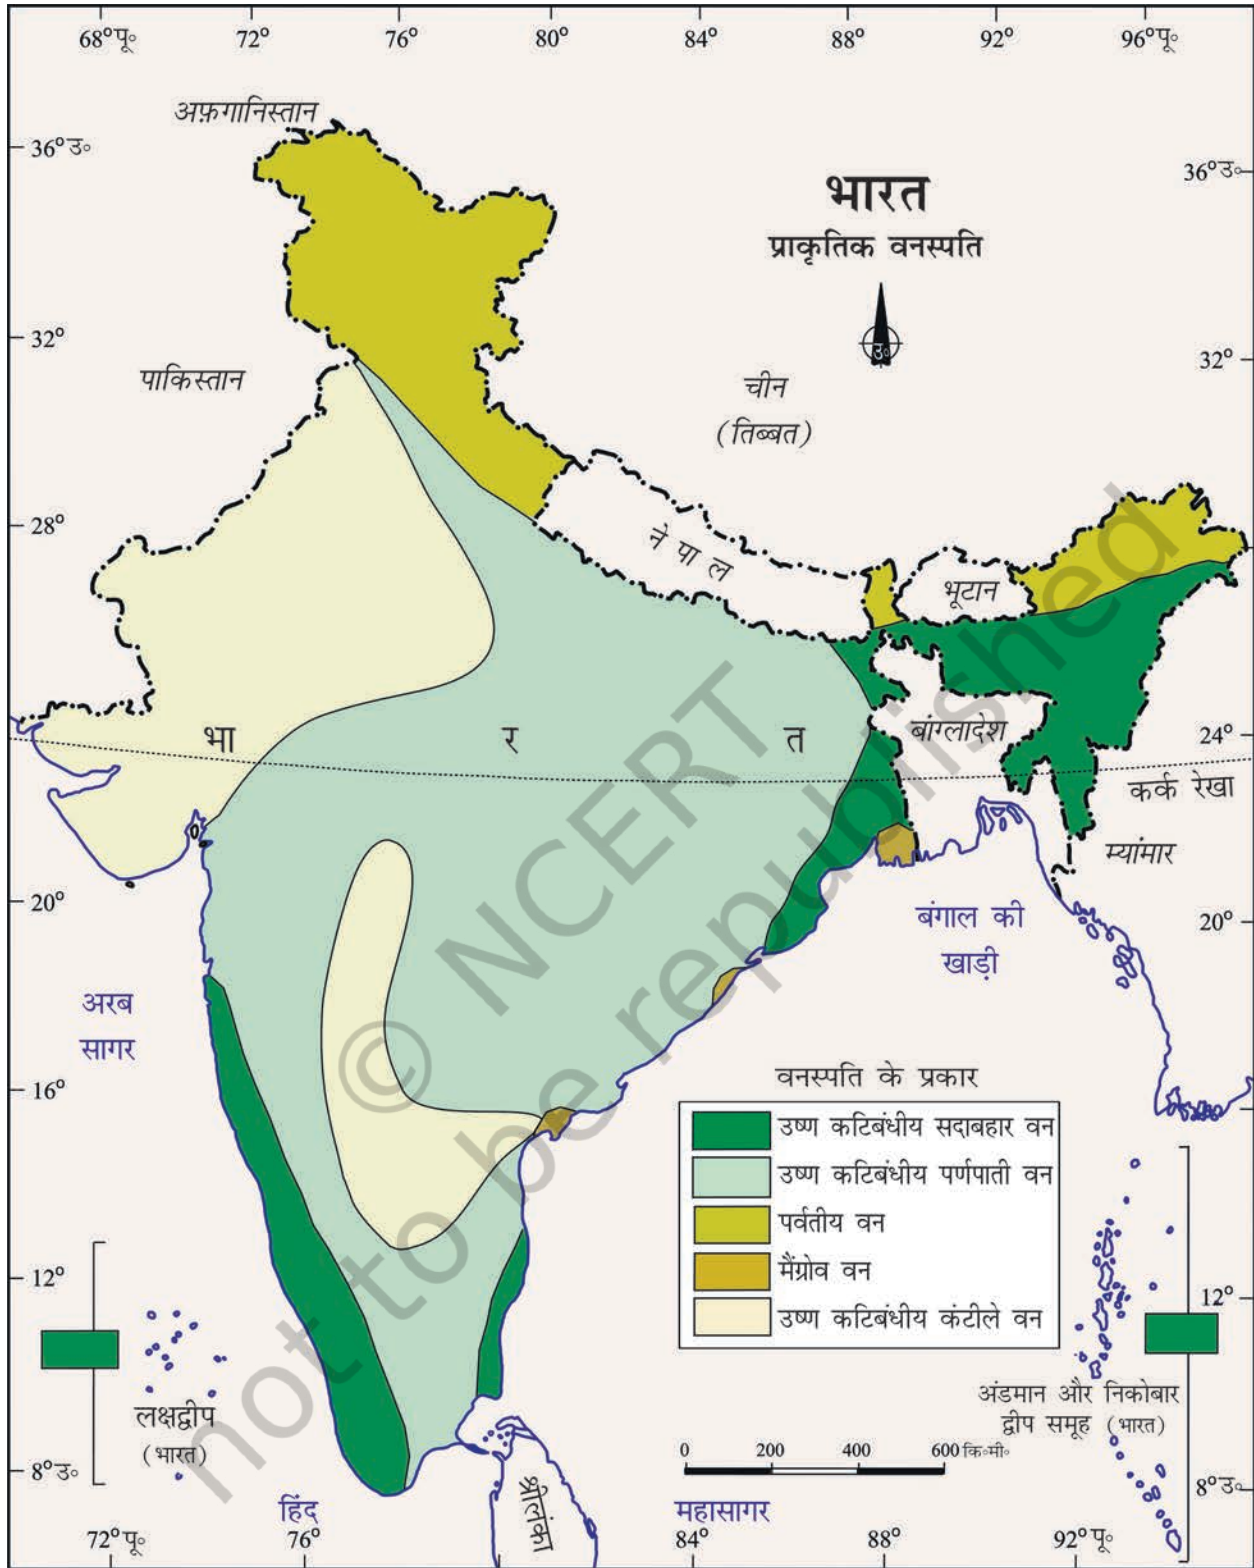 68°पू॰ 72° 76° 80° 84° 88° 92° 96°पू॰
अफ़गानिस्तान
36°उ॰
36°उ॰
भारत
प्राकृतिक वनस्पति
उ॰
32°
32°
पाकिस्तान
चीन
(तिब्बत)
28°
नेपाल
भूटान
भारत
बांग्लादेश
24°
कर्क रेखा
म्यांमार
20°
20°
बंगाल की
खाड़ी
अरब
सागर
16°
वनस्पति के प्रकार
उष्ण कटिबंधीय सदाबहार वन
उष्ण कटिबंधीय पर्णपाती वन
पर्वतीय वन
मैंग्रोव वन
उष्ण कटिबंधीय कंटीले वन
12°
12°
लक्षद्वीप
(भारत)
अंडमान और निकोबार
द्वीप समूह (भारत)
0 200 400 600 कि॰मी॰
8°उ॰
8°उ॰
हिंद
महासागर
श्रीलंका
72°पू॰ 76° 84° 88° 92°पू॰
© NCERT
not to be republished